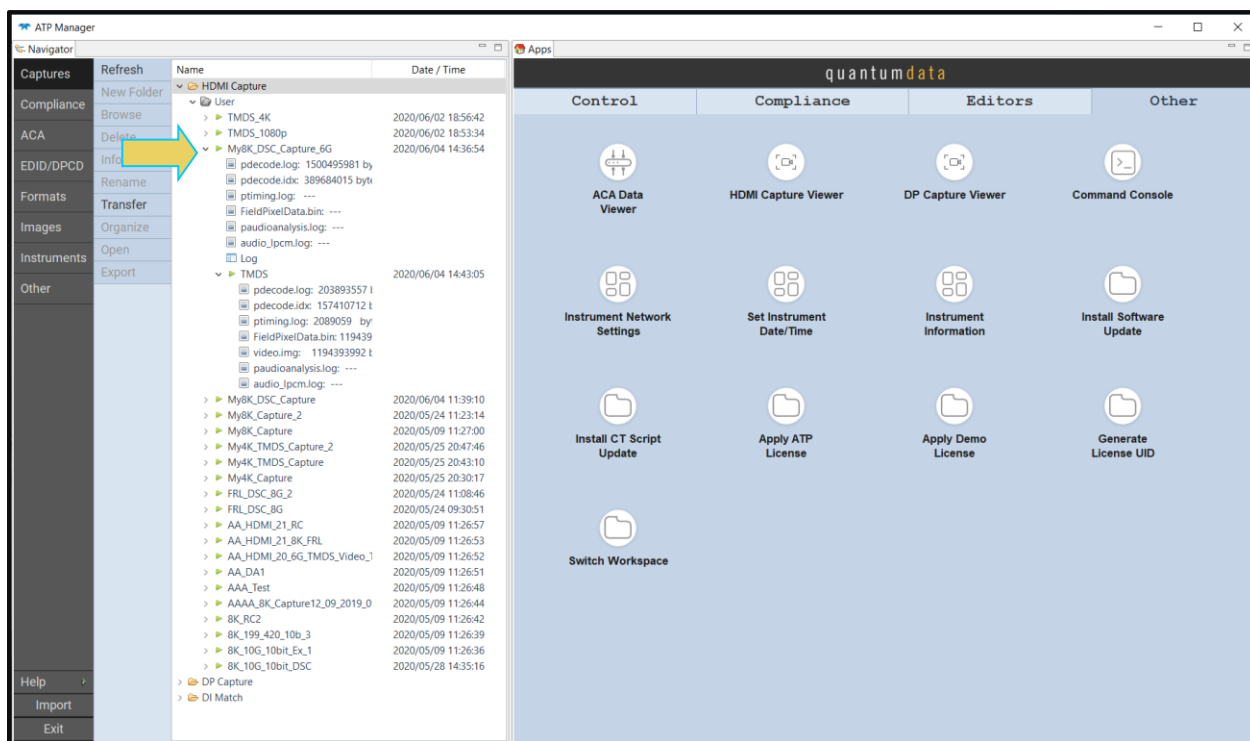 ATP Manager
Navigator
Captures
Compliance
ACA
EDID/DPCD
Formats
Images
Instruments
Other
Help
Import
Exit
Refresh
New Folder
Browse
Delete
Info
Rename
Transfer
Organize
Open
Export
Name Date / Time
HDMI Capture
User
TMDS_4K 2020/06/02 18:56:42
TMDS_1080p 2020/06/02 18:53:34
My8K_DSC_Capture_6G 2020/06/04 14:36:54
pdecode.log: 1500495981 by
pdecode.idx: 389684015 byte
ptiming.log: ---
FieldPixelData.bin: ---
paudioanalysis.log: ---
audio_lpcm.log: ---
Log
TMDS 2020/06/04 14:43:05
pdecode.log: 203893557 b
pdecode.idx: 157410712 b
ptiming.log: 2089059 by
FieldPixelData.bin: 119439
video.img: 1194393992 b
paudioanalysis.log: ---
audio_lpcm.log: ---
My8K_DSC_Capture 2020/06/04 11:39:10
My8K_Capture_2 2020/05/24 11:23:14
My8K_Capture 2020/05/09 11:27:00
My4K_TMDS_Capture_2 2020/05/25 20:47:46
My4K_TMDS_Capture 2020/05/25 20:43:10
My4K_Capture 2020/05/25 20:30:17
FRL_DSC_8G_2 2020/05/24 11:08:46
FRL_DSC_8G 2020/05/24 09:30:51
AA_HDMI_21_RC 2020/05/09 11:26:57
AA_HDMI_21_8K_FRL 2020/05/09 11:26:53
AA_HDMI_20_6G_TMDS_Video_T 2020/05/09 11:26:52
AA_DA1 2020/05/09 11:26:51
AAA_Test 2020/05/09 11:26:48
AAAA_8K_Capture12_09_2019_0 2020/05/09 11:26:44
8K_RC2 2020/05/09 11:26:42
8K_199_420_10b_3 2020/05/09 11:26:39
8K_10G_10bit_Ex_1 2020/05/09 11:26:36
8K_10G_10bit_DSC 2020/05/28 14:35:16
DP Capture
DI Match
Apps
quantumdata
Control Compliance Editors Other
ACA Data
Viewer
HDMI Capture Viewer
DP Capture Viewer
Command Console
Instrument Network
Settings
Set Instrument
Date/Time
Instrument
Information
Install Software
Update
Install CT Script
Update
Apply ATP
License
Apply Demo
License
Generate
License UID
Switch Workspace